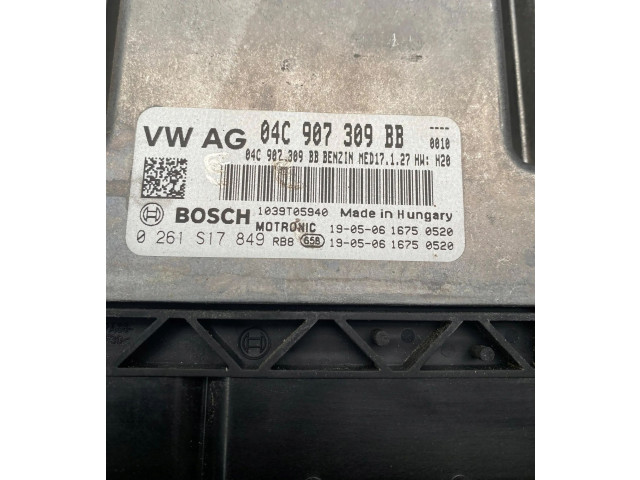 VW AG 04C 907 309 BB ----
0010
04C 907 309 BB BENZIN MED17.1.27 HW: H20
BOSCH 1039T05940 Made in Hungary
MOTRONIC 19-05-06 1675 0520
0 261 S17 849 RB8 658 19-05-06 1675 0520